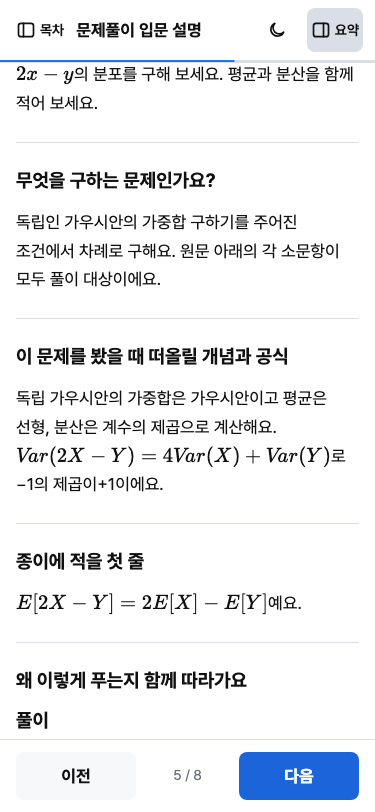 목차 문제풀이 입문 설명 요약
2x − y의 분포를 구해 보세요. 평균과 분산을 함께
적어 보세요.
무엇을 구하는 문제인가요?
독립인 가우시안의 가중합 구하기를 주어진
조건에서 차례로 구해요. 원문 아래의 각 소문항이
모두 풀이 대상이에요.
이 문제를 봤을 때 떠올릴 개념과 공식
독립 가우시안의 가중합은 가우시안이고 평균은
선형, 분산은 계수의 제곱으로 계산해요.
Var(2X − Y) = 4Var(X) + Var(Y)로
−1의 제곱이+1이에요.
종이에 적을 첫 줄
E[2X − Y] = 2E[X] − E[Y]예요.
왜 이렇게 푸는지 함께 따라가요
풀이
이전 5 / 8 다음